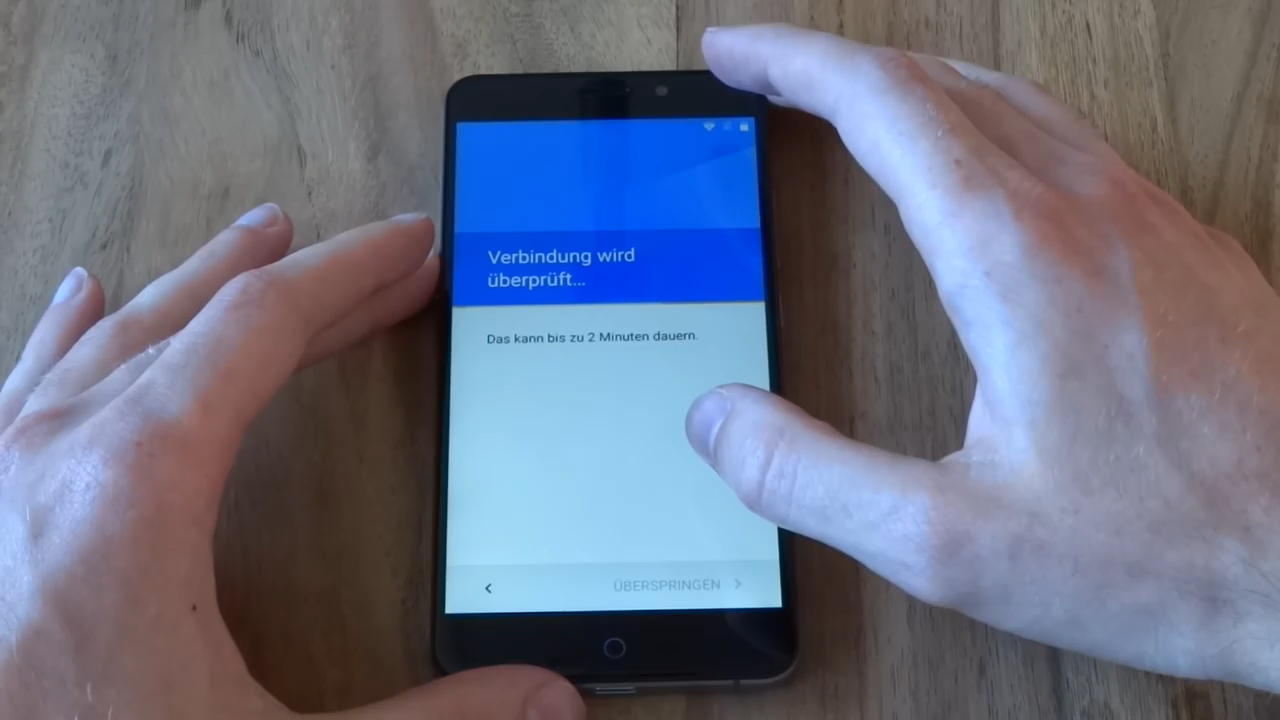 Verbindung wird
überprüft...
Das kann bis zu 2 Minuten dauern.
ÜBERSPRINGEN